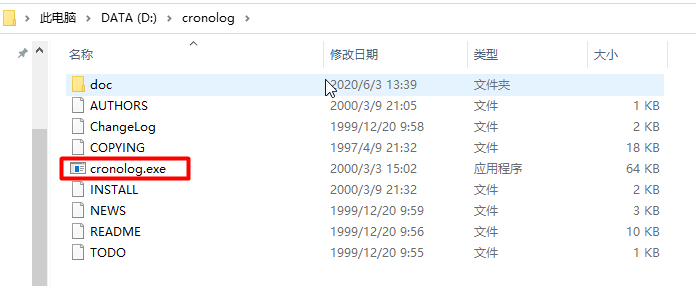 此电脑 > DATA (D:) > cronolog >
名称 修改日期 类型 大小
doc 2020/6/3 13:39 文件夹
AUTHORS 2000/3/9 21:05 文件 1 KB
ChangeLog 1999/12/20 9:58 文件 2 KB
COPYING 1997/4/9 21:32 文件 18 KB
cronolog.exe 2000/3/3 15:02 应用程序 64 KB
INSTALL 2000/3/9 21:32 文件 2 KB
NEWS 1999/12/20 9:59 文件 3 KB
README 1999/12/20 9:56 文件 10 KB
TODO 1999/12/20 9:55 文件 1 KB